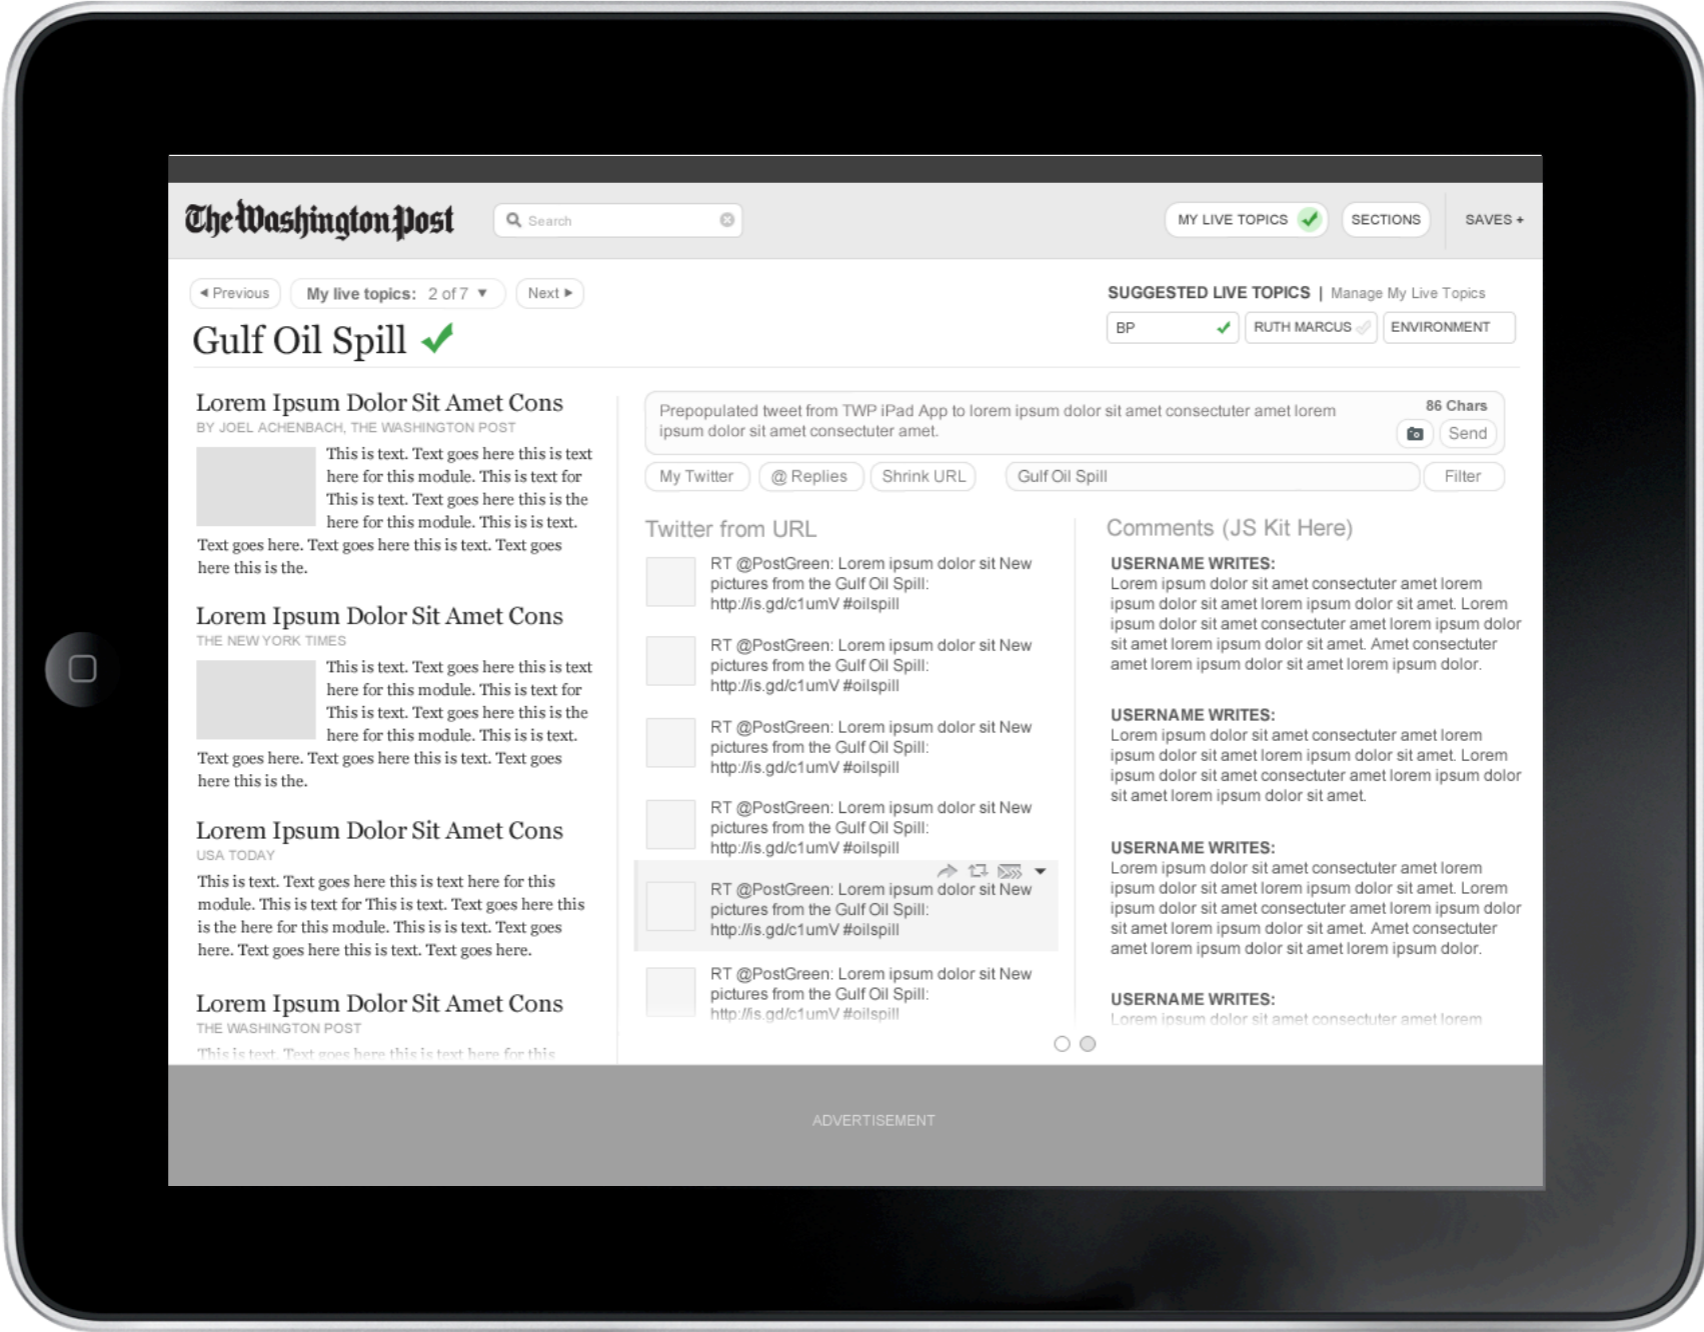 The Washington Post
Search
MY LIVE TOPICS
SECTIONS
SAVES +
Previous
My live topics: 2 of 7
Next
Gulf Oil Spill
SUGGESTED LIVE TOPICS | Manage My Live Topics
BP
RUTH MARCUS
ENVIRONMENT
Lorem Ipsum Dolor Sit Amet Cons
BY JOEL ACHENBACH, THE WASHINGTON POST
This is text. Text goes here this is text
here for this module. This is text for
This is text. Text goes here this is the
here for this module. This is is text.
Text goes here. Text goes here this is text. Text goes
here this is the.
Lorem Ipsum Dolor Sit Amet Cons
THE NEW YORK TIMES
This is text. Text goes here this is text
here for this module. This is text for
This is text. Text goes here this is the
here for this module. This is is text.
Text goes here. Text goes here this is text. Text goes
here this is the.
Lorem Ipsum Dolor Sit Amet Cons
USA TODAY
This is text. Text goes here this is text here for this
module. This is text for This is text. Text goes here this
is the here for this module. This is is text. Text goes
here. Text goes here this is text. Text goes here.
Lorem Ipsum Dolor Sit Amet Cons
THE WASHINGTON POST
This is text. Text goes here this is text here for this
Prepopulated tweet from TWP iPad App to lorem ipsum dolor sit amet consectuter amet lorem
ipsum dolor sit amet consectuter amet.
86 Chars
Send
My Twitter
@ Replies
Shrink URL
Gulf Oil Spill
Filter
Twitter from URL
RT @PostGreen: Lorem ipsum dolor sit New
pictures from the Gulf Oil Spill:
http://is.gd/c1umV #oilspill
RT @PostGreen: Lorem ipsum dolor sit New
pictures from the Gulf Oil Spill:
http://is.gd/c1umV #oilspill
RT @PostGreen: Lorem ipsum dolor sit New
pictures from the Gulf Oil Spill:
http://is.gd/c1umV #oilspill
RT @PostGreen: Lorem ipsum dolor sit New
pictures from the Gulf Oil Spill:
http://is.gd/c1umV #oilspill
RT @PostGreen: Lorem ipsum dolor sit New
pictures from the Gulf Oil Spill:
http://is.gd/c1umV #oilspill
RT @PostGreen: Lorem ipsum dolor sit New
pictures from the Gulf Oil Spill:
http://is.gd/c1umV #oilspill
Comments (JS Kit Here)
USERNAME WRITES:
Lorem ipsum dolor sit amet consectuter amet lorem
ipsum dolor sit amet lorem ipsum dolor sit amet. Lorem
ipsum dolor sit amet consectuter amet lorem ipsum dolor
sit amet lorem ipsum dolor sit amet. Amet consectuter
amet lorem ipsum dolor sit amet lorem ipsum dolor.
USERNAME WRITES:
Lorem ipsum dolor sit amet consectuter amet lorem
ipsum dolor sit amet lorem ipsum dolor sit amet. Lorem
ipsum dolor sit amet consectuter amet lorem ipsum dolor
sit amet lorem ipsum dolor sit amet.
USERNAME WRITES:
Lorem ipsum dolor sit amet consectuter amet lorem
ipsum dolor sit amet lorem ipsum dolor sit amet. Lorem
ipsum dolor sit amet consectuter amet lorem ipsum dolor
sit amet lorem ipsum dolor sit amet. Amet consectuter
amet lorem ipsum dolor sit amet lorem ipsum dolor.
USERNAME WRITES:
Lorem ipsum dolor sit amet consectuter amet lorem
ADVERTISEMENT